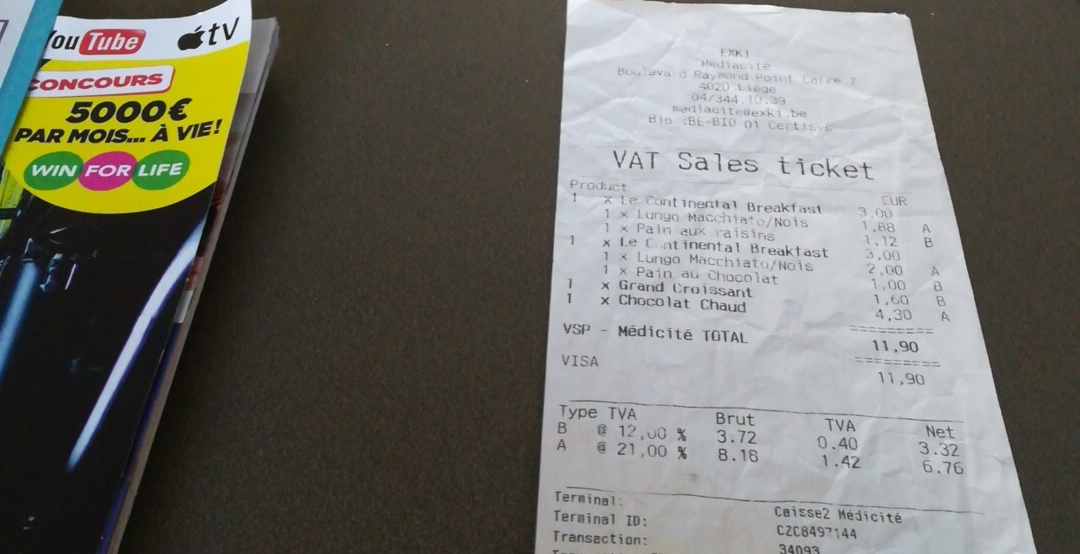 YouTube
tv
CONCOURS
5000€
PAR MOIS... À VIE!
WIN FOR LIFE
EXKI
Médiacité
Boulevard Raymond Point Carre 7
4020 Liège
04/344.10.39
mediacite@exki.be
Bio :BE-BIO 01 Certisys
VAT Sales ticket
Product EUR
1 x Le Continental Breakfast 3,00
1 x Lungo Macchiato/Nois 1,88 A
1 x Pain aux raisins 1,12 B
1 x Le Continental Breakfast 3,00
1 x Lungo Macchiato/Nois 2,00 A
1 x Pain au Chocolat 1,00 B
1 x Grand Croissant 1,60 B
1 x Chocolat Chaud 4,30 A
=========
VSP - Médicité TOTAL 11,90
=========
VISA 11,90
Type TVA Brut TVA Net
B @ 12,00 % 3.72 0.40 3.32
A @ 21,00 % 8.18 1.42 6.76
Terminal: Caisse2 Médicité
Terminal ID: CZC8497144
Transaction: 34093